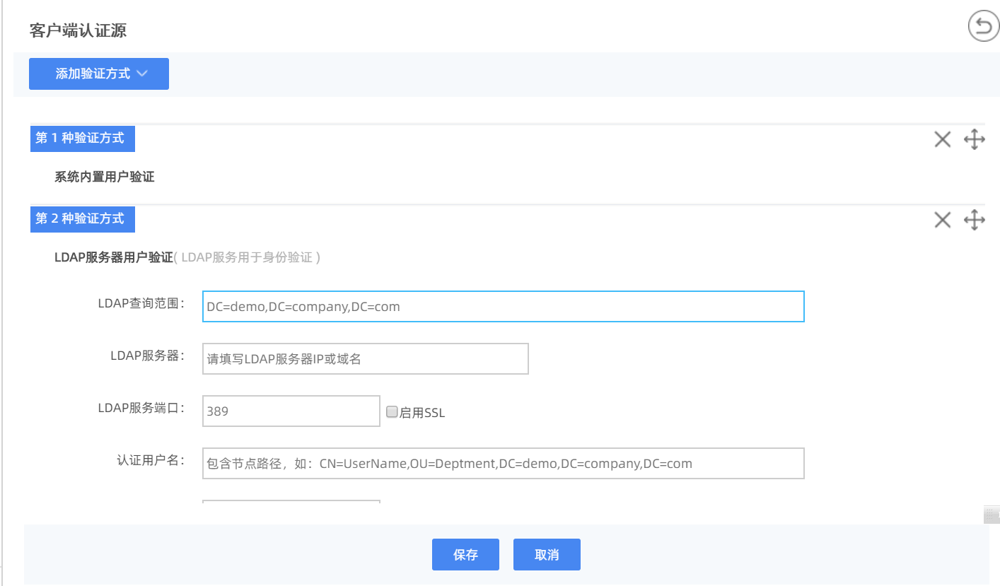 客户端认证源
添加验证方式
第 1 种验证方式
系统内置用户验证
第 2 种验证方式
LDAP服务器用户验证( LDAP服务用于身份验证 )
LDAP查询范围： DC=demo,DC=company,DC=com
LDAP服务器： 请填写LDAP服务器IP或域名
LDAP服务端口： 389 启用SSL
认证用户名： 包含节点路径，如：CN=UserName,OU=Deptment,DC=demo,DC=company,DC=com
保存 取消